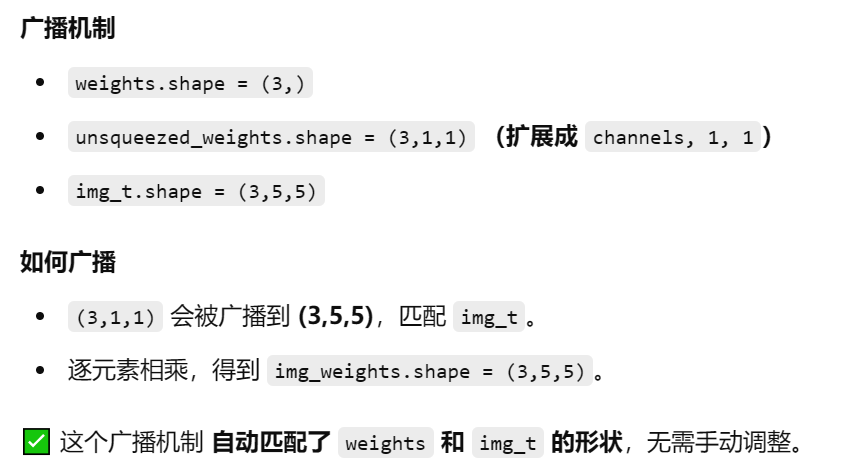 广播机制
• weights.shape = (3,)
• unsqueezed_weights.shape = (3,1,1) （扩展成 channels, 1, 1）
• img_t.shape = (3,5,5)
如何广播
• (3,1,1) 会被广播到 (3,5,5)，匹配 img_t。
• 逐元素相乘，得到 img_weights.shape = (3,5,5)。
✅ 这个广播机制 自动匹配了 weights 和 img_t 的形状，无需手动调整。